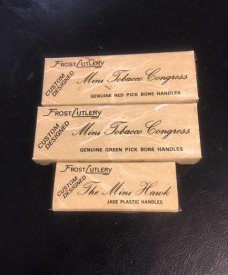 FROST CUTLERY
CUSTOM
DESIGNED
Mini Tobacco Congress
GENUINE RED PICK BONE HANDLES
FROST CUTLERY
CUSTOM
DESIGNED
Mini Tobacco Congress
GENUINE GREEN PICK BONE HANDLES
FROST CUTLERY
CUSTOM
DESIGNED
The Mini Hawk
JADE PLASTIC HANDLES